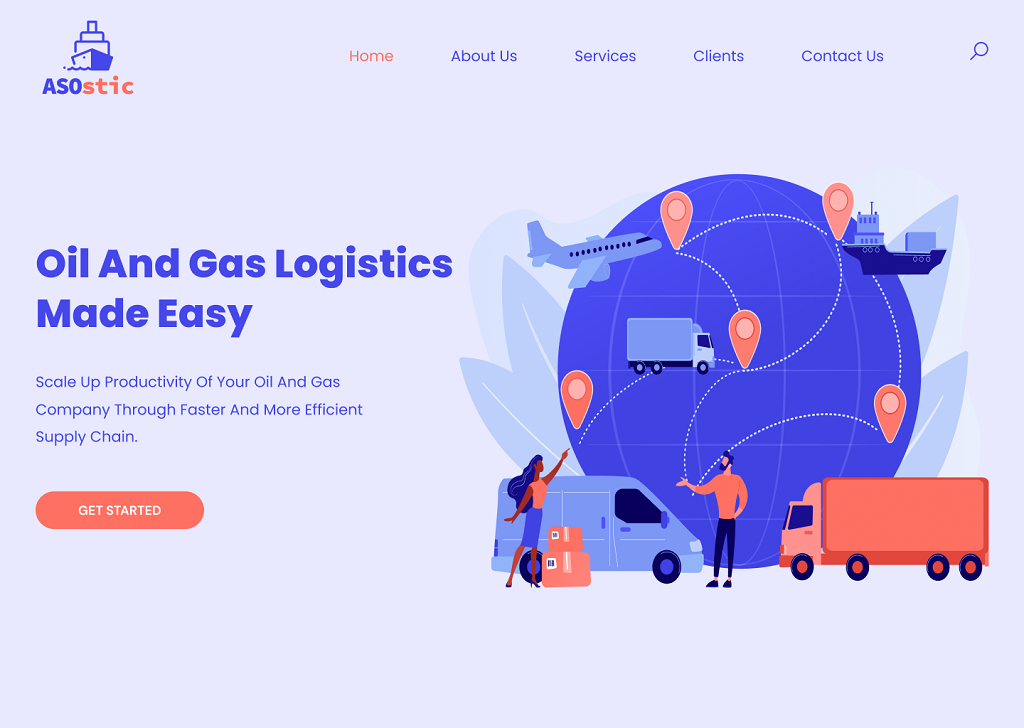 ASOstic
Home
About Us
Services
Clients
Contact Us
Oil And Gas Logistics
Made Easy
Scale Up Productivity Of Your Oil And Gas
Company Through Faster And More Efficient
Supply Chain.
GET STARTED